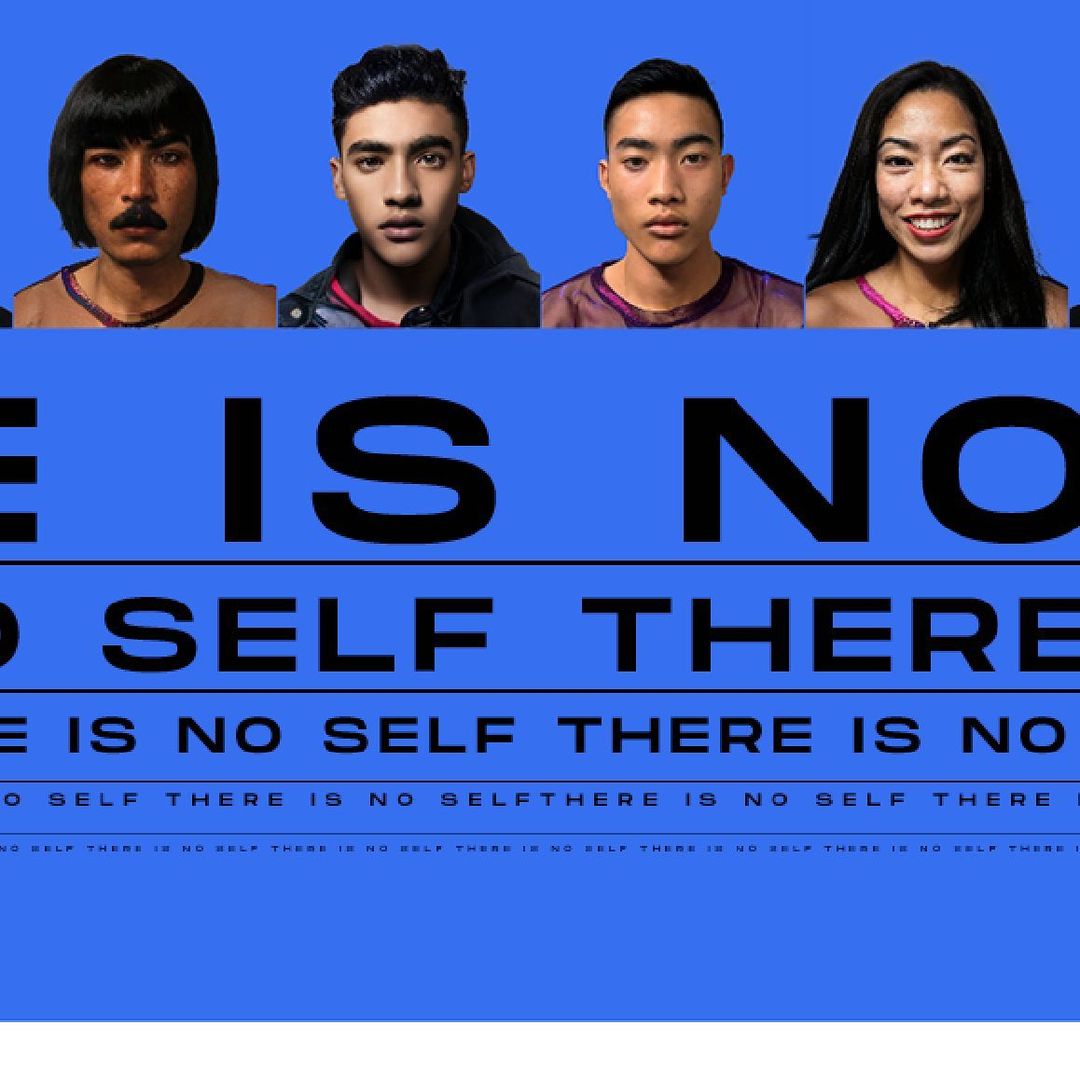 E IS NO
O SELF THERE
E IS NO SELF THERE IS NO
O SELF THERE IS NO SELFTHERE IS NO SELF THERE
NO SELF THERE IS NO SELF THERE IS NO SELF THERE IS NO SELF THERE IS NO SELF THERE IS NO SELF THERE I